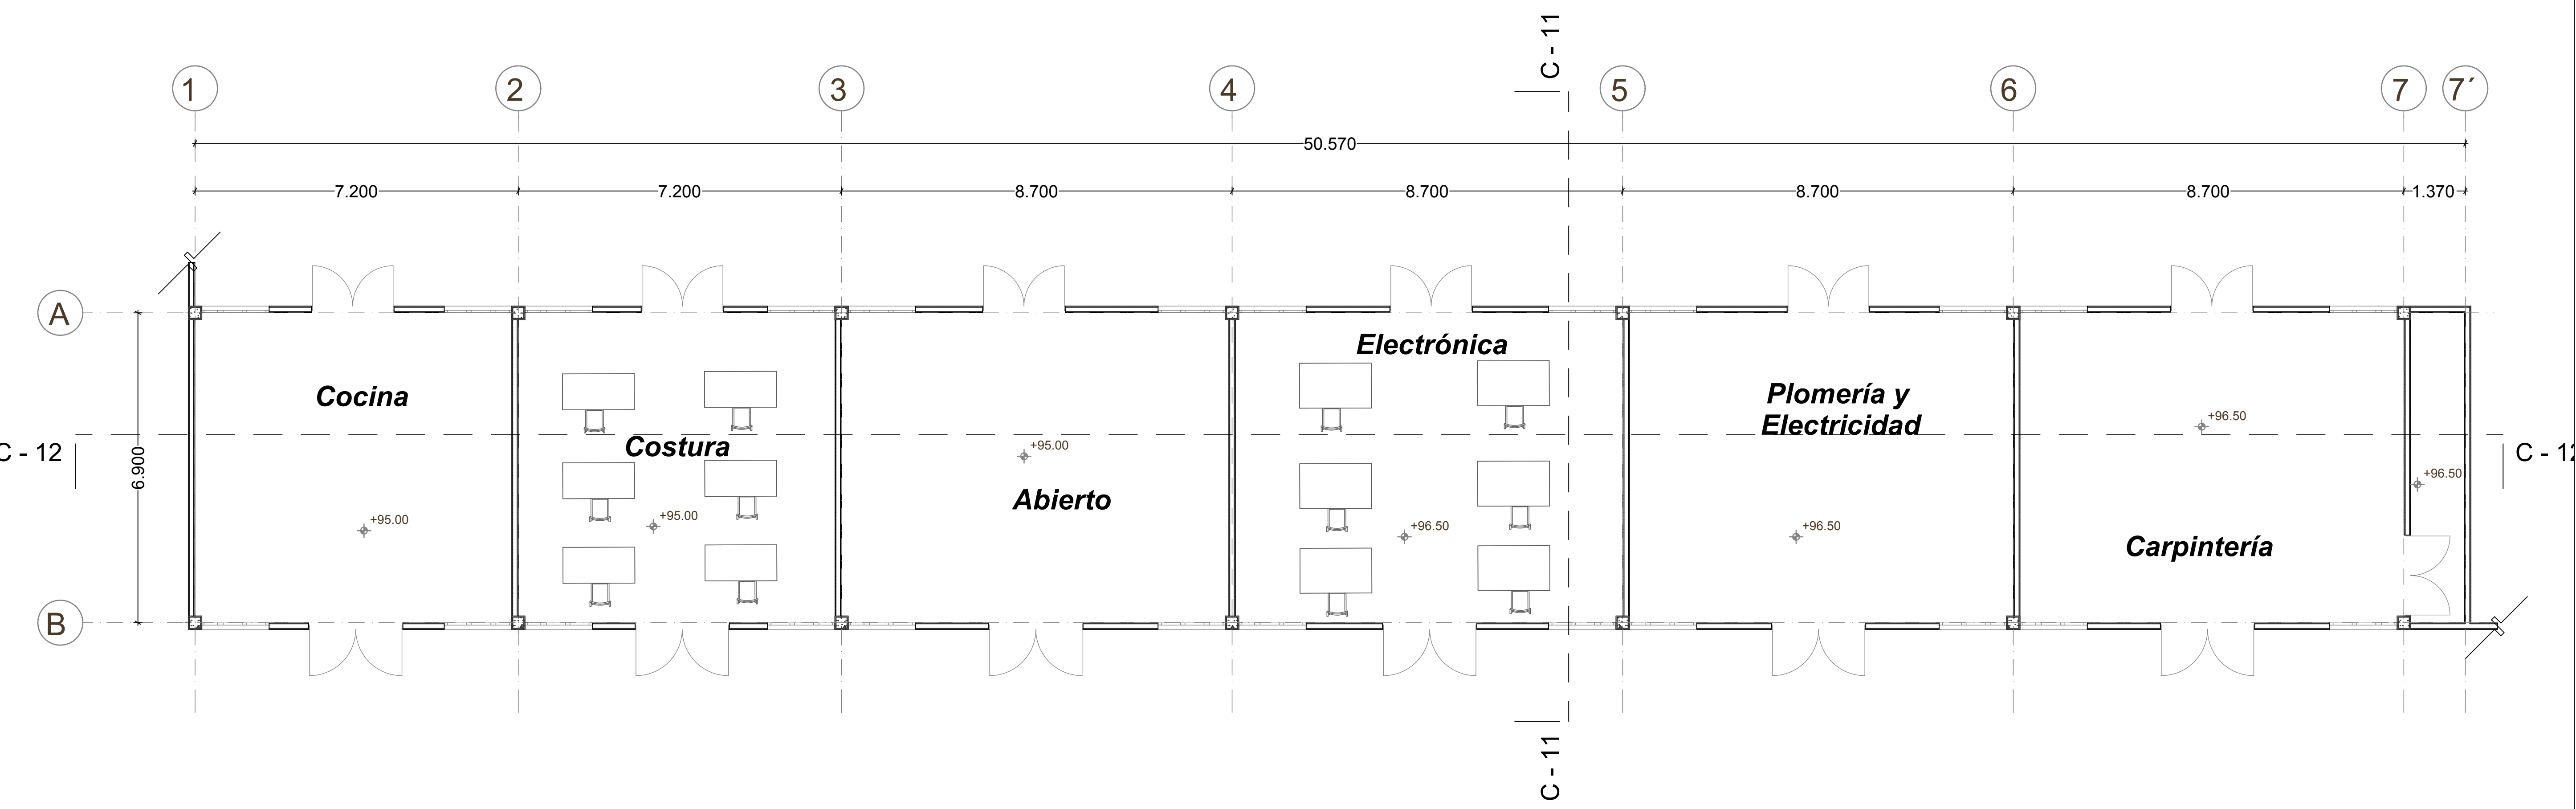 C - 11
1 2 3 4 5 6 7 7´
50.570
7.200 7.200 8.700 8.700 8.700 8.700 1.370
A
Electrónica
Cocina
Plomería y
Electricidad
+96.50
Costura
+95.00
C - 12
C - 12
6.900
+96.50
Abierto
+95.00
+95.00
+96.50
+96.50
Carpintería
B
C - 11